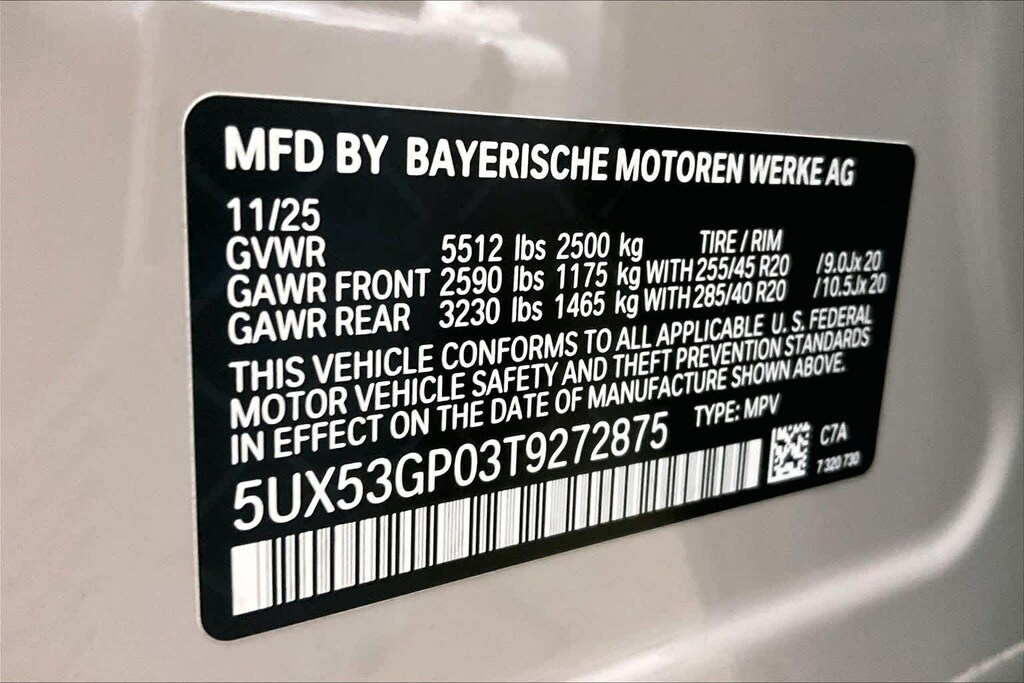 MFD BY BAYERISCHE MOTOREN WERKE AG
11/25
GVWR 5512 lbs 2500 kg TIRE / RIM
GAWR FRONT 2590 lbs 1175 kg WITH 255/45 R20 /9.0Jx20
GAWR REAR 3230 lbs 1465 kg WITH 285/40 R20 /10.5Jx20
THIS VEHICLE CONFORMS TO ALL APPLICABLE U. S. FEDERAL
MOTOR VEHICLE SAFETY AND THEFT PREVENTION STANDARDS
IN EFFECT ON THE DATE OF MANUFACTURE SHOWN ABOVE.
5UX53GP03T9272875 TYPE: MPV
C7A
7 320 730